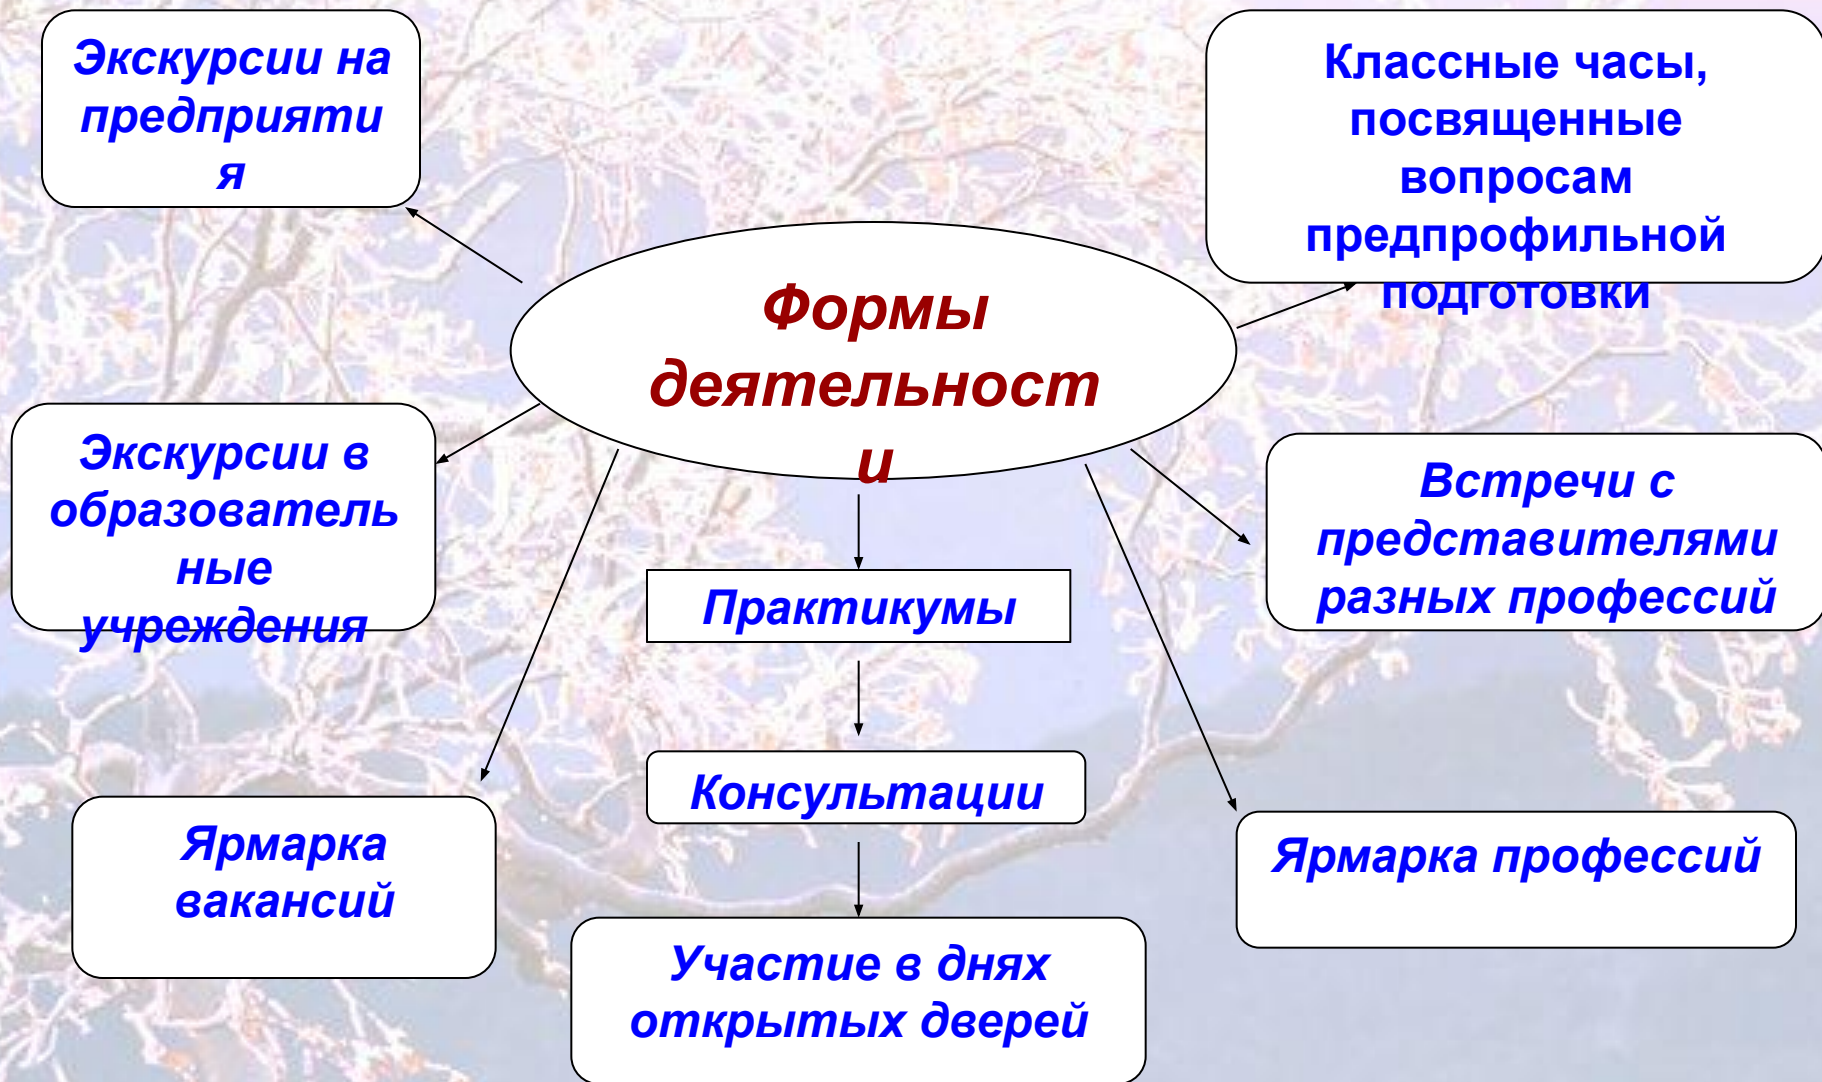 Экскурсии на
предприяти
я
Классные часы,
посвященные
вопросам
предпрофильной
подготовки
Формы
деятельност
и
Экскурсии в
образователь
ные
учреждения
Встречи с
представителями
разных профессий
Практикумы
Консультации
Ярмарка
вакансий
Ярмарка профессий
Участие в днях
открытых дверей